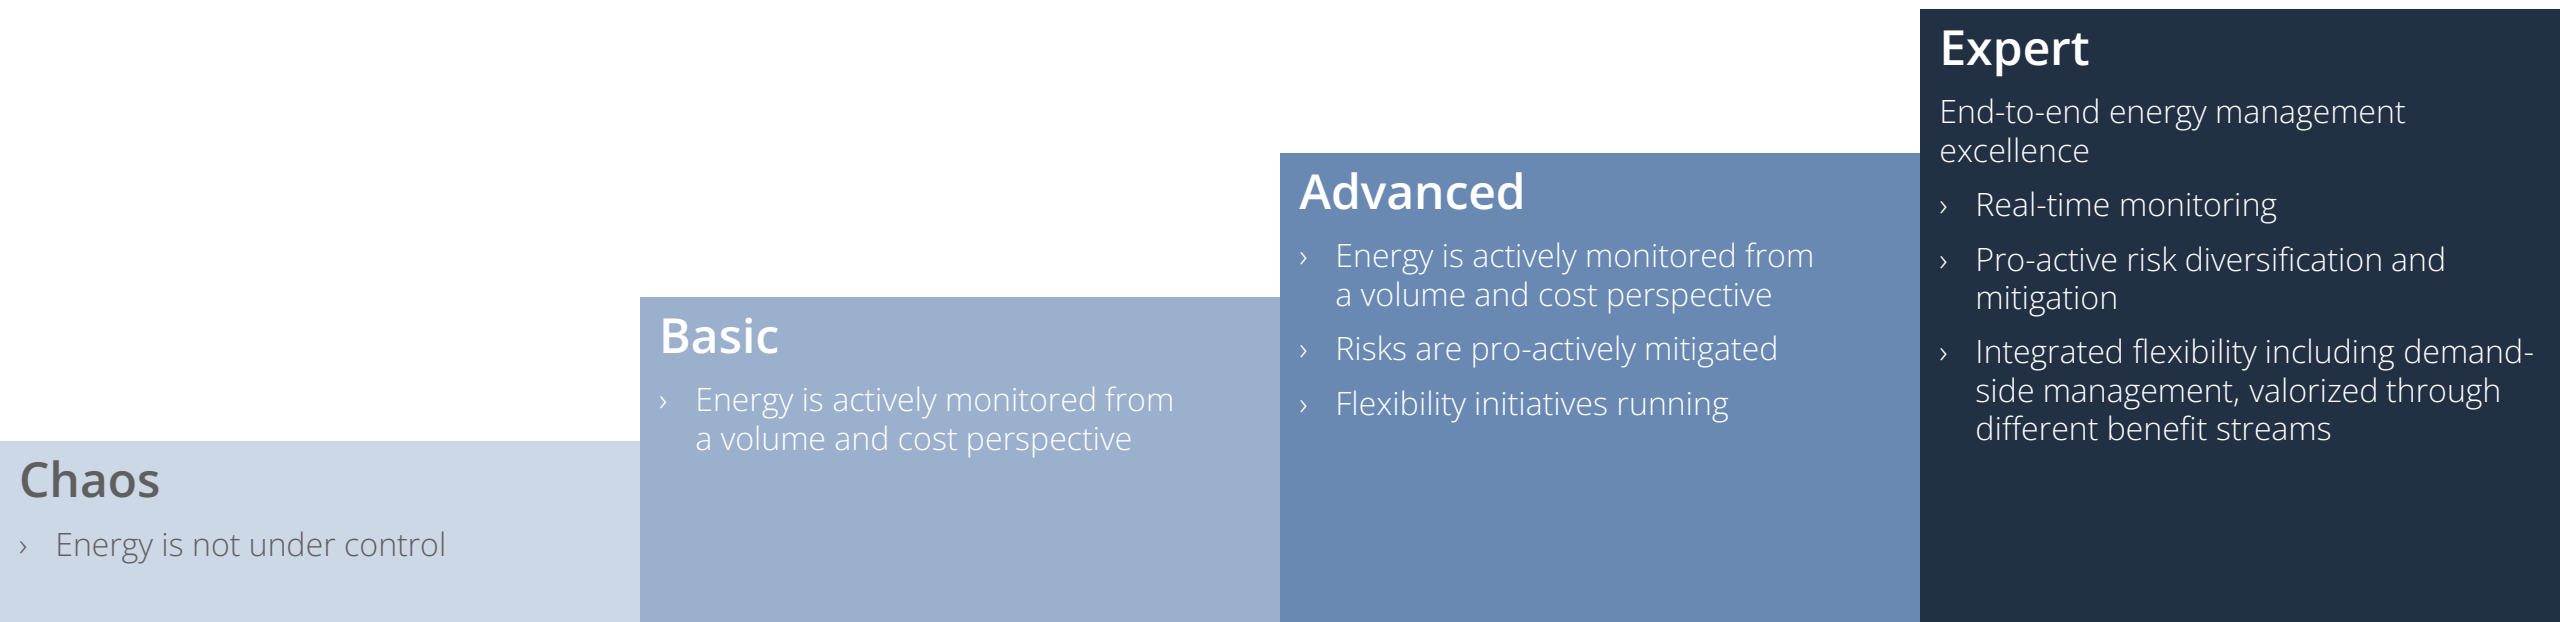 Chaos
› Energy is not under control
Basic
› Energy is actively monitored from
a volume and cost perspective
Advanced
› Energy is actively monitored from
a volume and cost perspective
› Risks are pro-actively mitigated
› Flexibility initiatives running
Expert
End-to-end energy management
excellence
› Real-time monitoring
› Pro-active risk diversification and
mitigation
› Integrated flexibility including demand-
side management, valorized through
different benefit streams